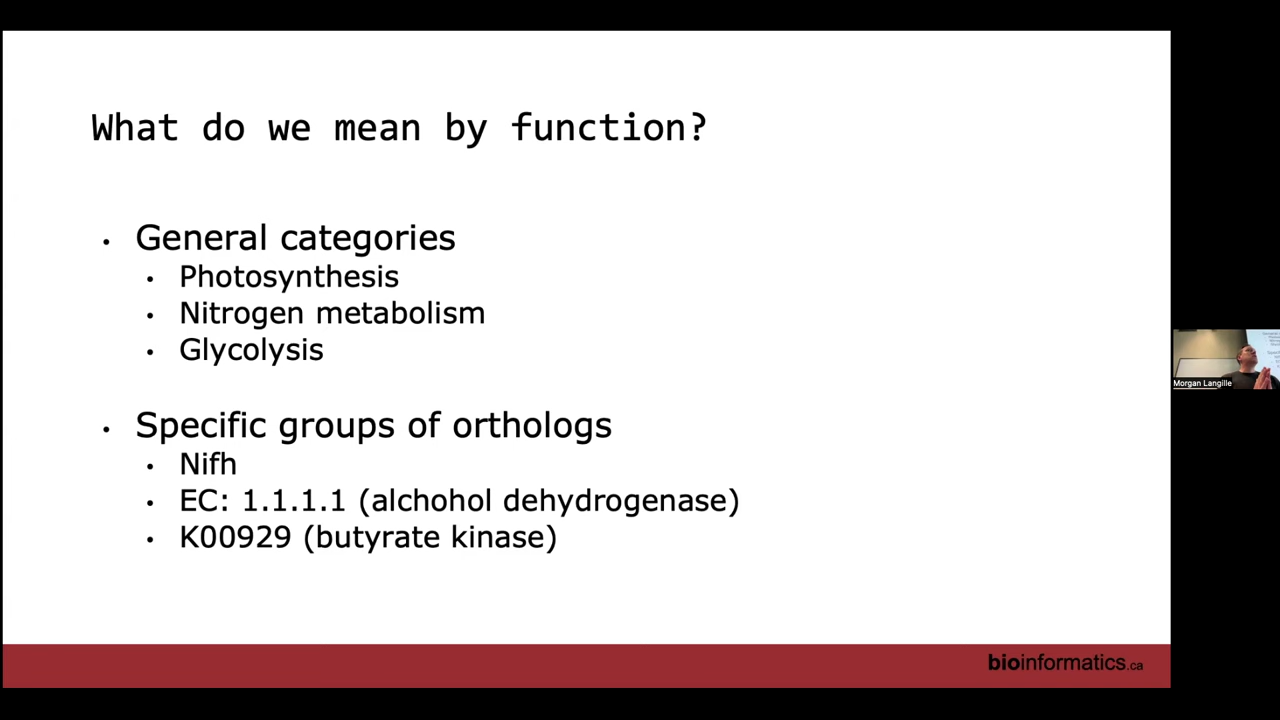 What do we mean by function?
• General categories
• Photosynthesis
• Nitrogen metabolism
• Glycolysis
• Specific groups of orthologs
• Nifh
• EC: 1.1.1.1 (alchohol dehydrogenase)
• K00929 (butyrate kinase)
Morgan Langille
bioinformatics.ca